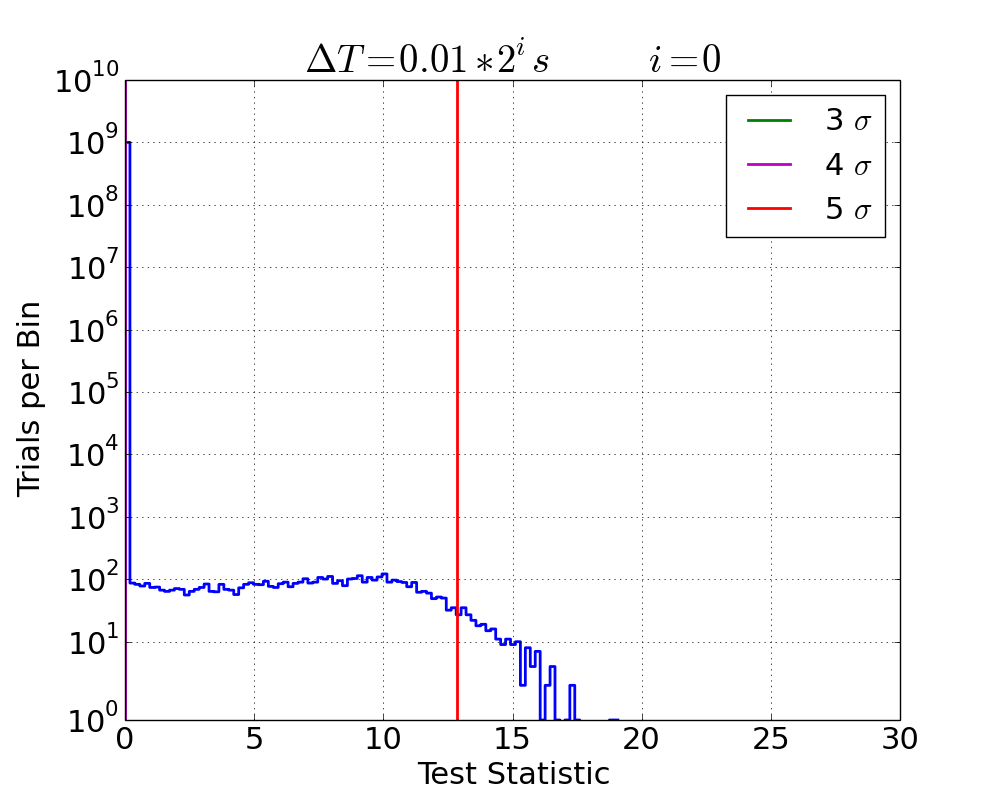 ΔT=0.01*2^i s i=0
10^10
10^9
10^8
10^7
10^6
10^5
10^4
10^3
10^2
10^1
10^0
Trials per Bin
3 σ
4 σ
5 σ
0 5 10 15 20 25 30
Test Statistic